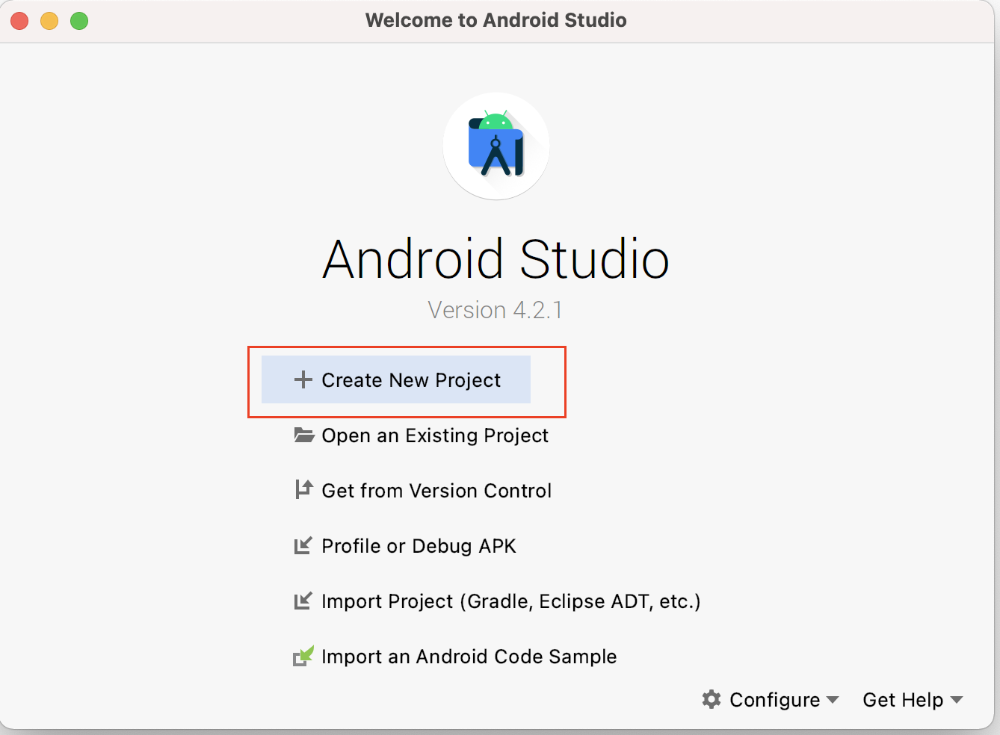 Welcome to Android Studio
Android Studio
Version 4.2.1
Create New Project
Open an Existing Project
Get from Version Control
Profile or Debug APK
Import Project (Gradle, Eclipse ADT, etc.)
Import an Android Code Sample
Configure
Get Help